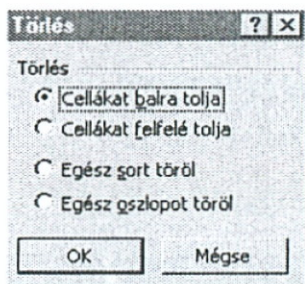 Törlés ? ×
Törlés
Cellákat balra tolja
Cellákat felfelé tolja
Egész sort töröl
Egész oszlopot töröl
OK Mégse